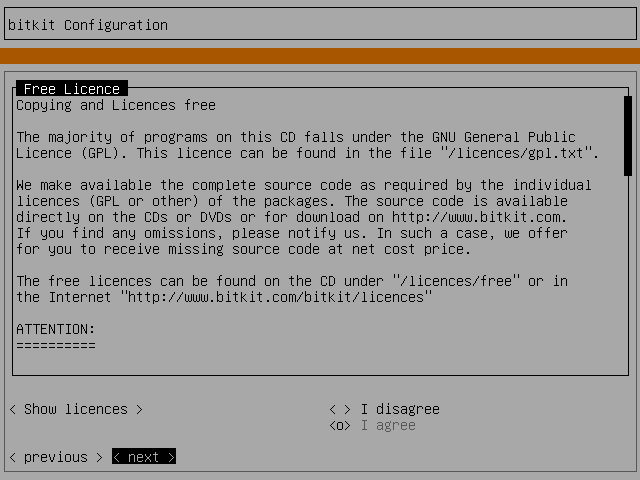 bitkit Configuration
Free Licence
Copying and Licences free
The majority of programs on this CD falls under the GNU General Public
Licence (GPL). This licence can be found in the file "/licences/gpl.txt".
We make available the complete source code as required by the individual
licences (GPL or other) of the packages. The source code is available
directly on the CDs or DVDs or for download on http://www.bitkit.com.
If you find any omissions, please notify us. In such a case, we offer
for you to receive missing source code at net cost price.
The free licences can be found on the CD under "/licences/free" or in
the Internet "http://www.bitkit.com/bitkit/licences"
ATTENTION:
==========
< Show licences > < > I disagree
<o> I agree
< previous > < next >